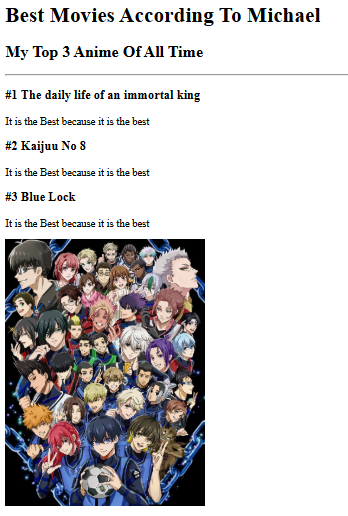 Best Movies According To Michael
My Top 3 Anime Of All Time
#1 The daily life of an immortal king
It is the Best because it is the best
#2 Kaijuu No 8
It is the Best because it is the best
#3 Blue Lock
It is the Best because it is the best